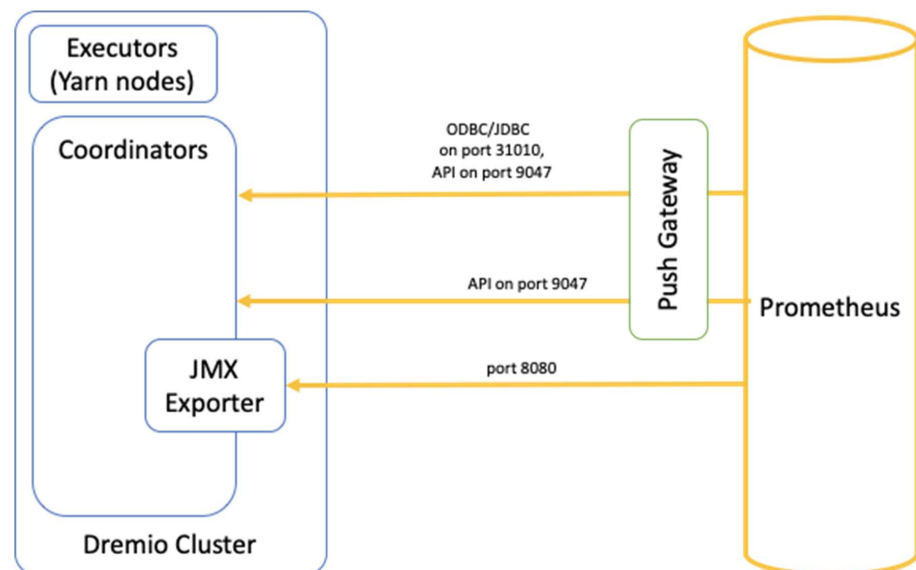 Executors
(Yarn nodes)
Coordinators
ODBC/JDBC
on port 31010,
API on port 9047
Push Gateway
API on port 9047
Prometheus
JMX
Exporter
port 8080
Dremio Cluster